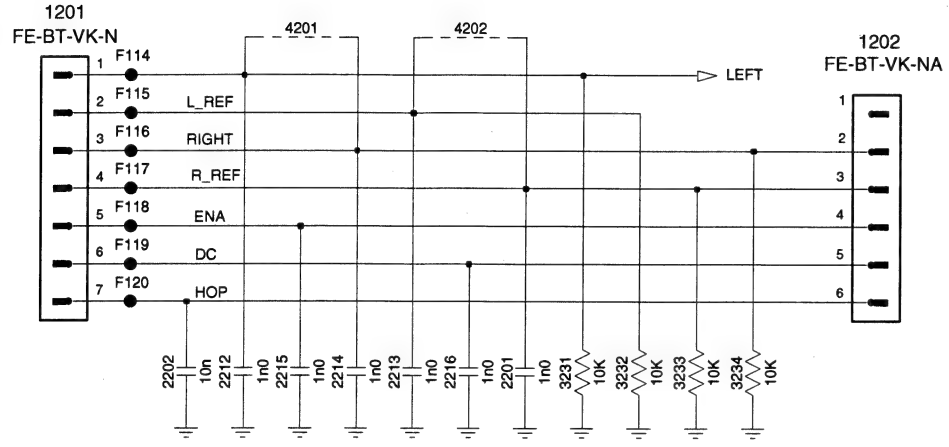 1201
FE-BT-VK-N
4201
4202
1202
FE-BT-VK-NA
1 F114
LEFT
2 F115 L_REF
1
3 F116 RIGHT
2
4 F117 R_REF
3
5 F118 ENA
4
6 F119 DC
5
7 F120 HOP
6
2202 10n
2212 1n0
2215 1n0
2214 1n0
2213 1n0
2216 1n0
2201 1n0
3231 10K
3232 10K
3233 10K
3234 10K